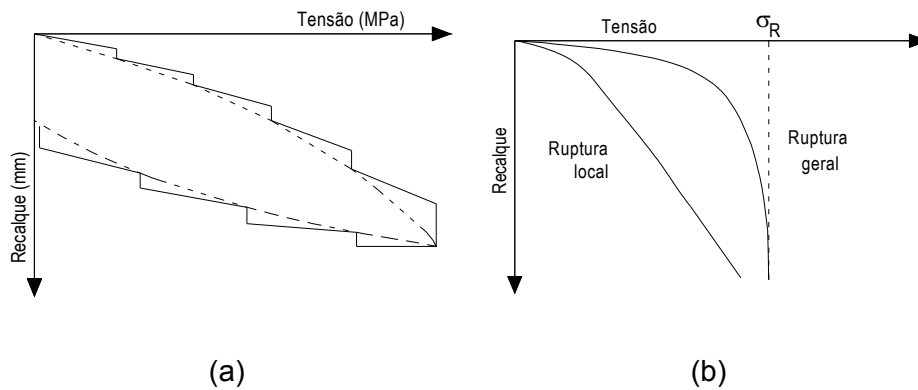 Tensão (MPa)
Recalque (mm)
(a)
Tensão
σR
Recalque
Ruptura
local
Ruptura
geral
(b)